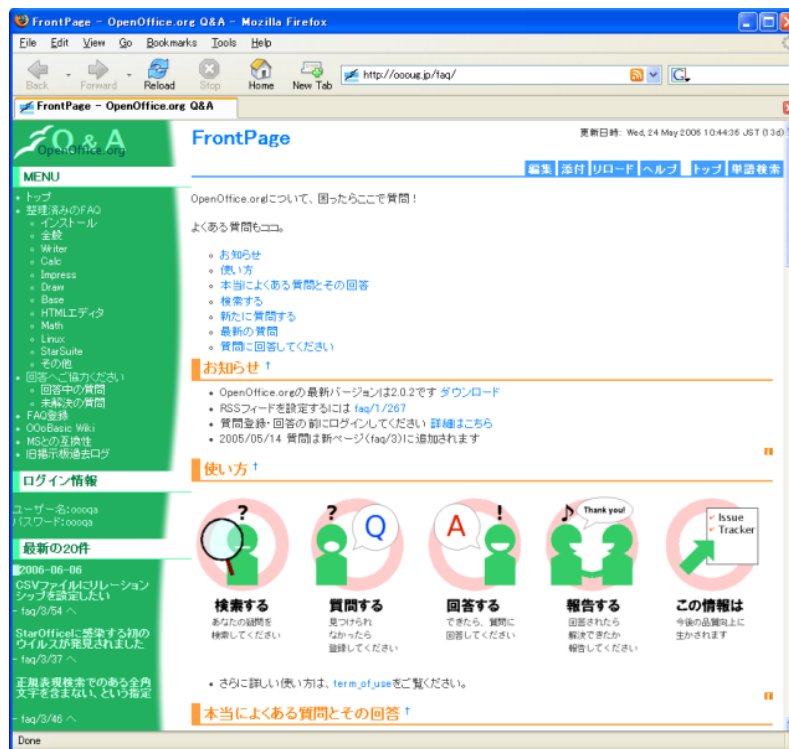 FrontPage - OpenOffice.org Q&A - Mozilla Firefox
File Edit View Go Bookmarks Tools Help
Back Forward Reload Stop Home New Tab http://oooug.jp/faq/
FrontPage - OpenOffice.org Q&A
Q & A
OpenOffice.org
MENU
トップ
整理済みのFAQ
インストール
全般
Writer
Calc
Impress
Draw
Base
HTMLエディタ
Math
Linux
StarSuite
その他
回答へご協力ください
回答中の質問
未解決の質問
FAQ登録
OOoBasic Wiki
MSとの互換性
旧掲示板過去ログ
ログイン情報
ユーザー名:oooqa
パスワード:oooqa
最新の20件
2006-06-06
CSVファイルにリレーション
シップを設定したい
- faq/3/54 へ
StarOfficeに感染する初の
ウイルスが発見されました
- faq/3/37 へ
正規表現検索でのある全角
文字を含まない、という指定
- faq/3/46 へ
FrontPage
更新日時: Wed, 24 May 2006 10:44:36 JST (13d)
編集 添付 リロード ヘルプ トップ 単語検索
OpenOffice.orgについて、困ったらここで質問！
よくある質問もココ。
お知らせ
使い方
本当によくある質問とその回答
検索する
新たに質問する
最新の質問
質問に回答してください
お知らせ †
OpenOffice.orgの最新バージョンは2.0.2です ダウンロード
RSSフィードを設定するには faq/1/267
質問登録・回答の前にログインしてください 詳細はこちら
2005/05/14 質問は新ページ(faq/3)に追加されます
使い方 †
?
? Q
A !
♪ Thank you!
Issue
Tracker
検索する
あなたの疑問を
検索してください
質問する
見つけられ
なかったら
登録してください
回答する
できたら、質問に
回答してください
報告する
回答されたら
解決できたか
報告してください
この情報は
今後の品質向上に
生かされます
さらに詳しい使い方は、term_of_useをご覧ください。
本当によくある質問とその回答 †
Done